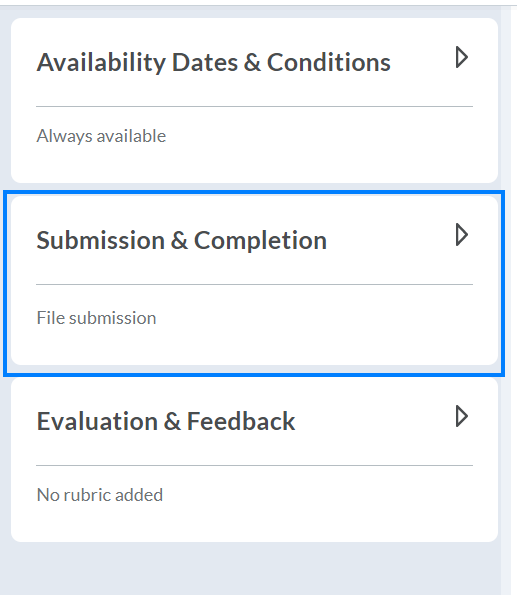 Availability Dates & Conditions
Always available
Submission & Completion
File submission
Evaluation & Feedback
No rubric added